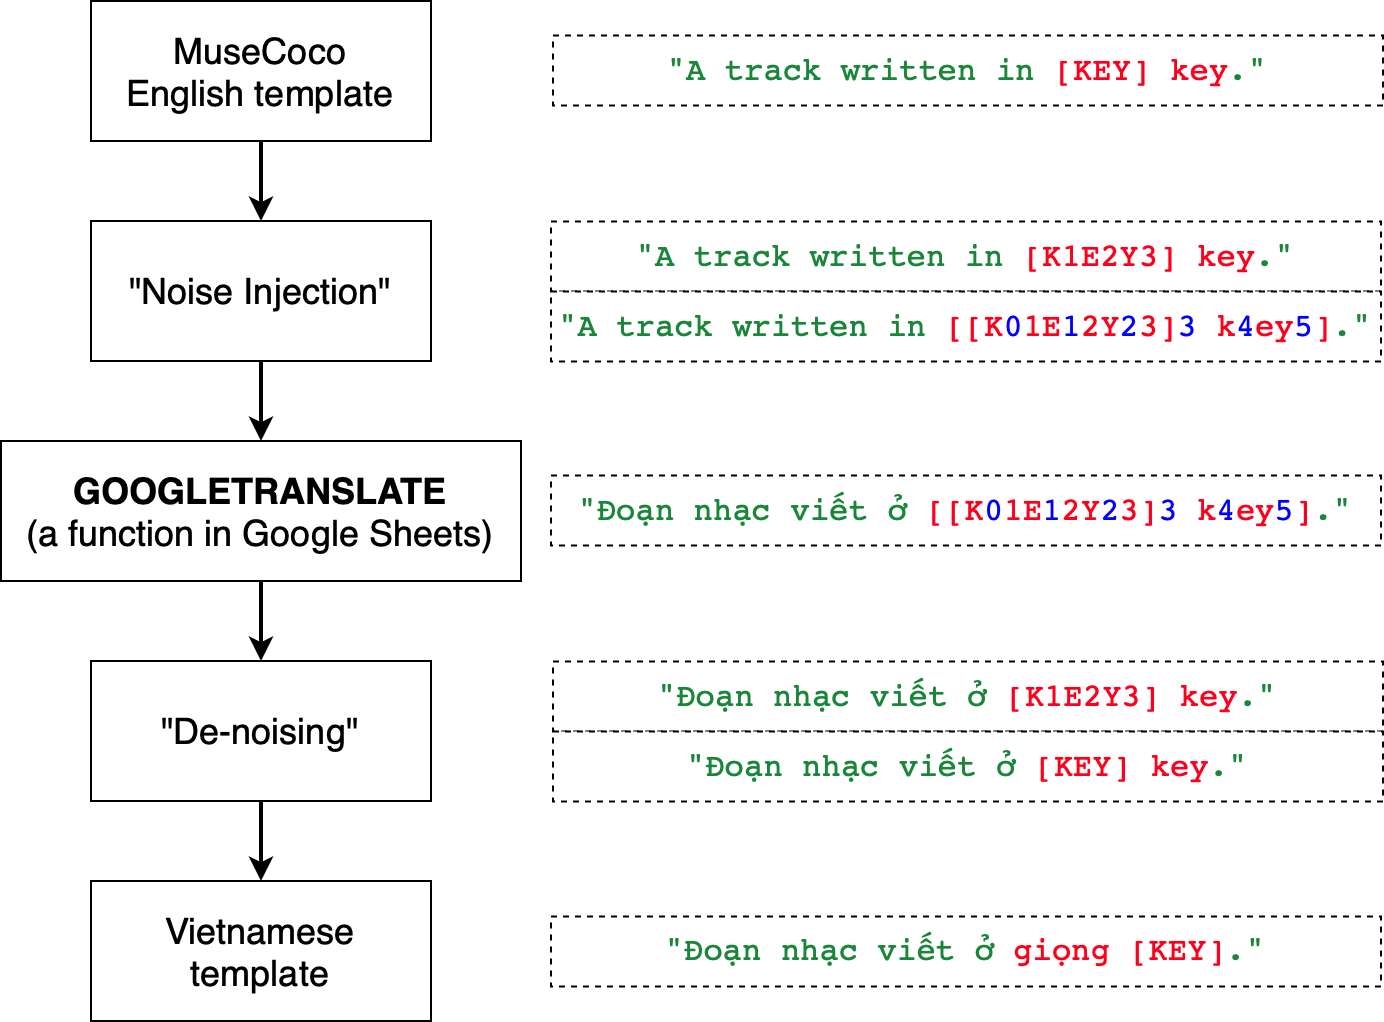 MuseCoco
English template
"A track written in [KEY] key."
"Noise Injection"
"A track written in [K1E2Y3] key."
"A track written in [[K01E12Y23]3 k4ey5]."
GOOGLETRANSLATE
(a function in Google Sheets)
"Đoạn nhạc viết ở [[K01E12Y23]3 k4ey5]."
"De-noising"
"Đoạn nhạc viết ở [K1E2Y3] key."
"Đoạn nhạc viết ở [KEY] key."
Vietnamese
template
"Đoạn nhạc viết ở giọng [KEY]."